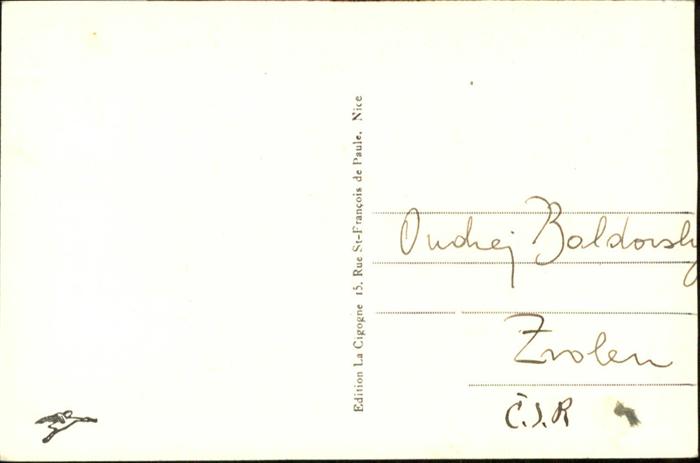 Edition La Cigogne 15, Rue St-François de Paule, Nice
Ondrej Baldovsky
Zvolen
Č.S.R